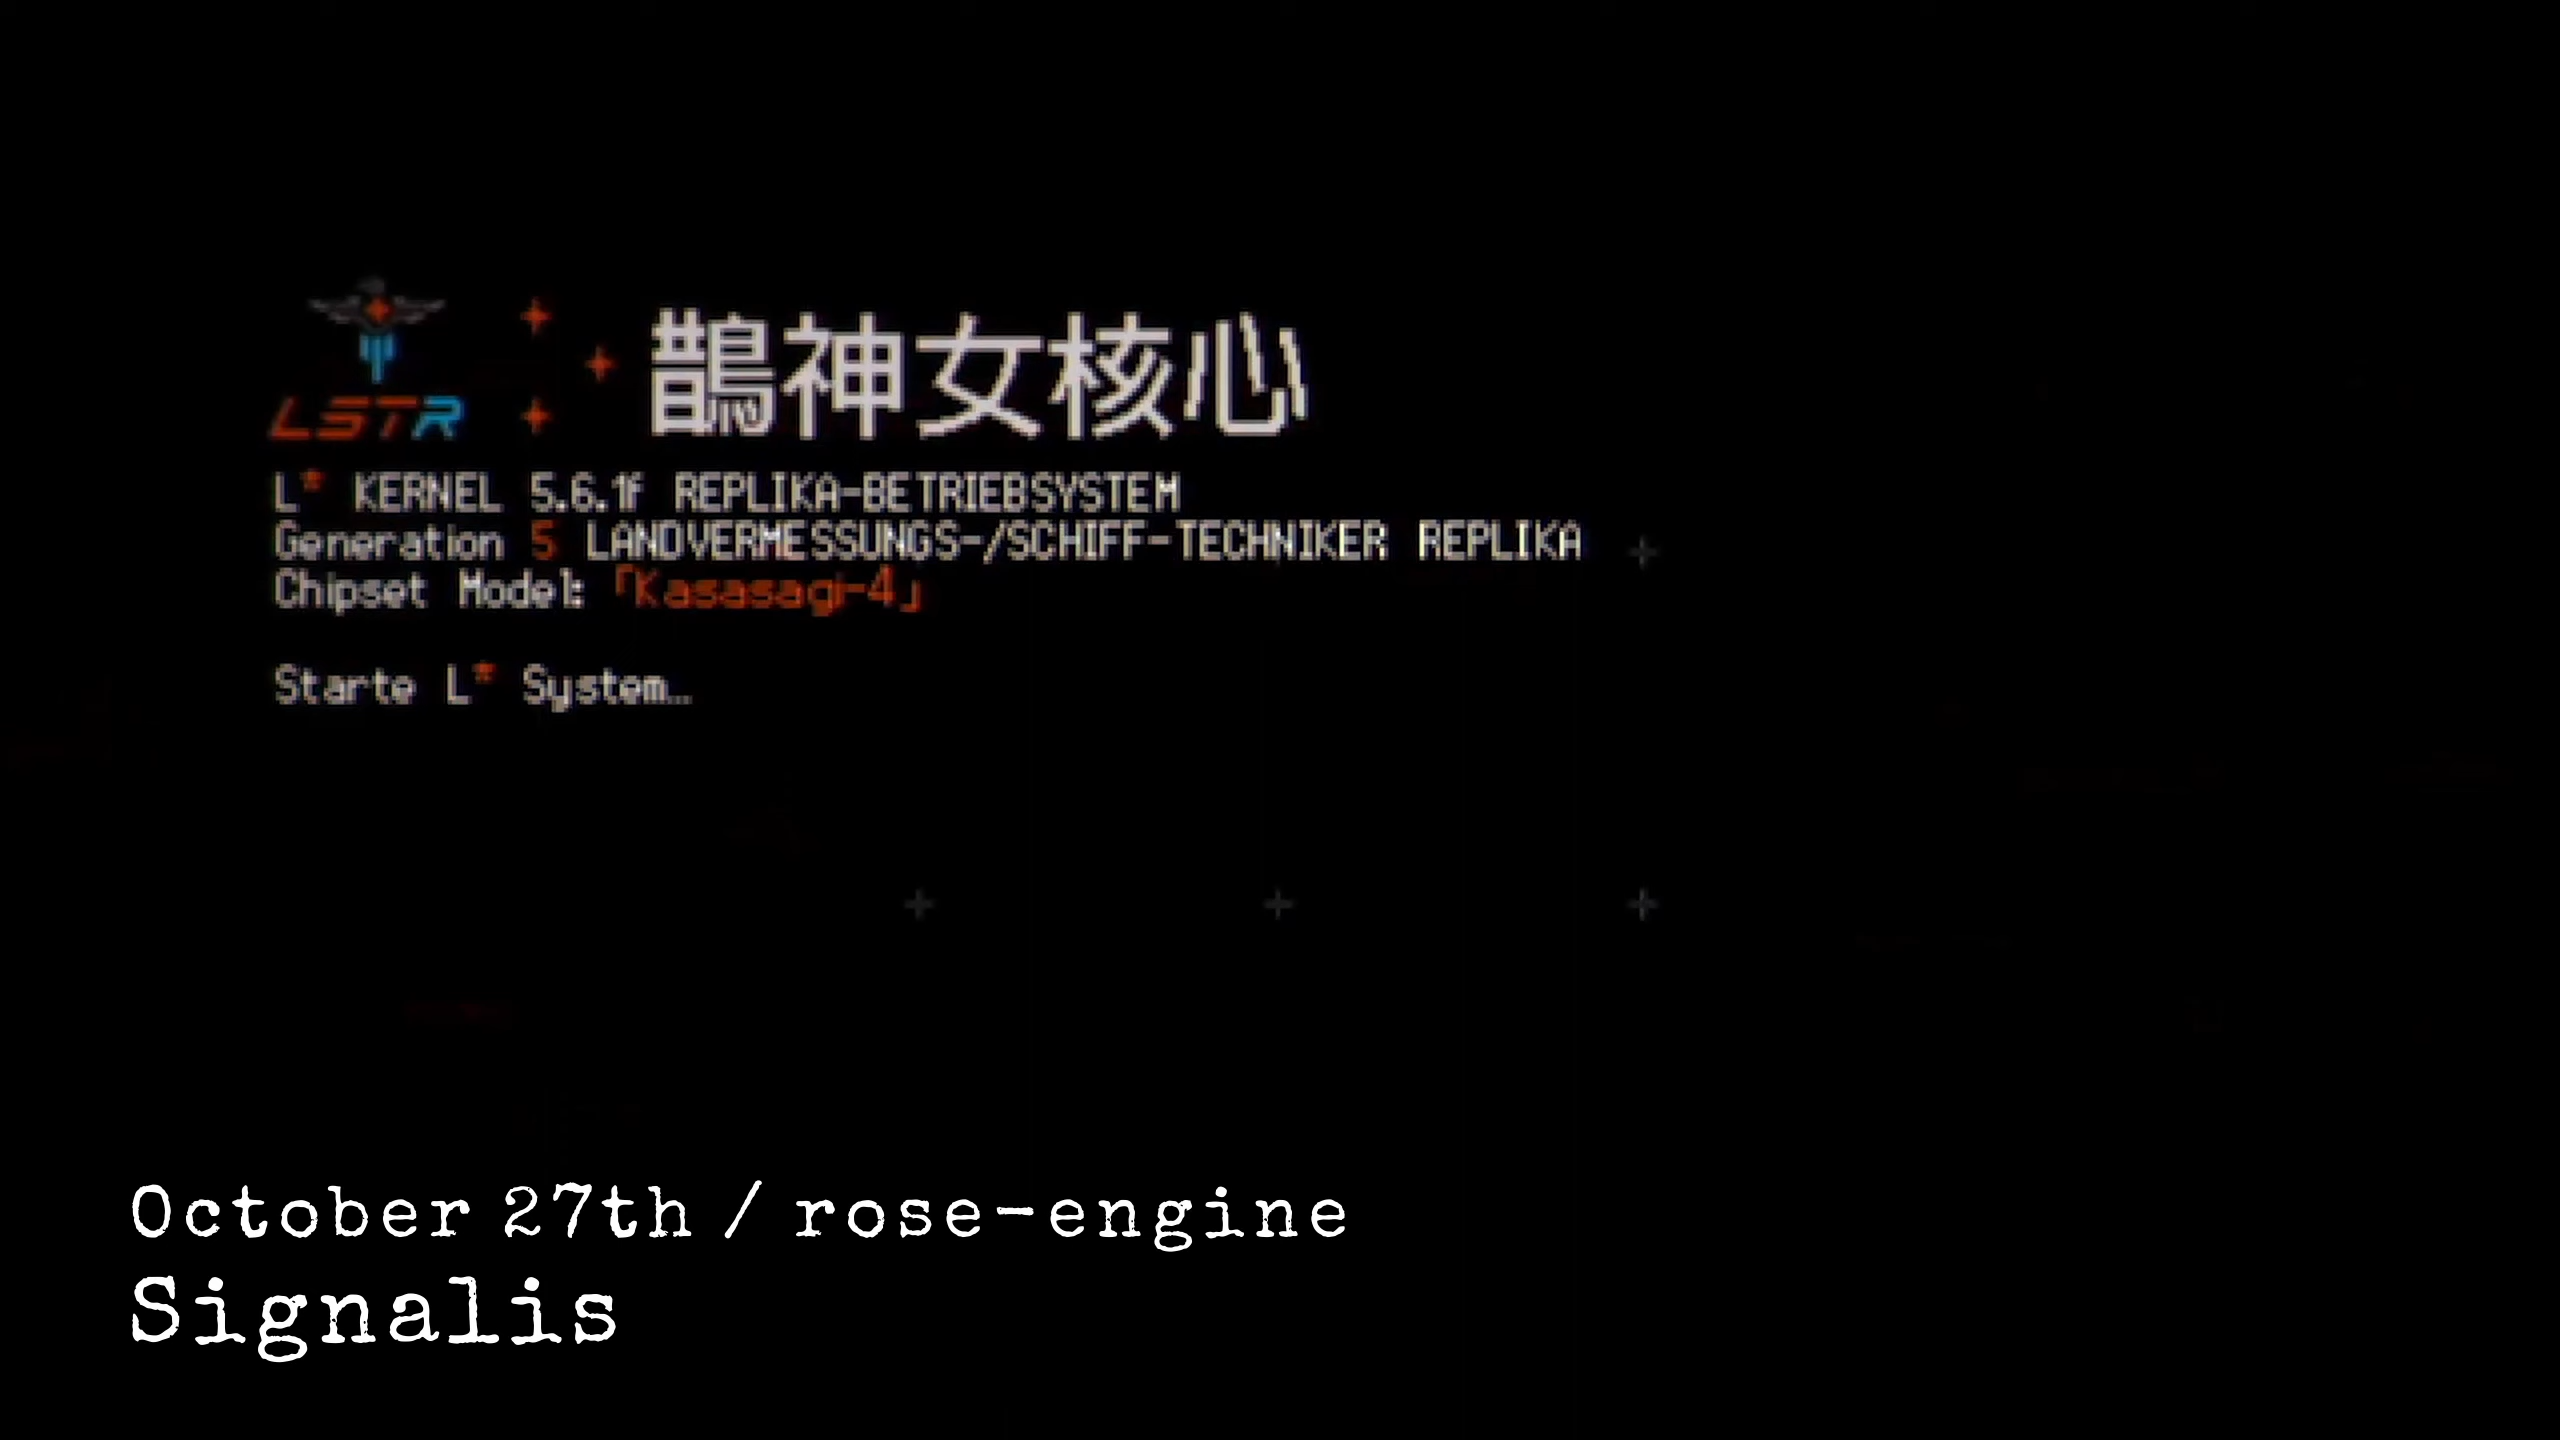 LSTR
鵲神女核心
L* KERNEL 5.6.1f REPLIKA-BETRIEBSYSTEM
Generation 5 LANDVERMESSUNGS-/SCHIFF-TECHNIKER REPLIKA
Chipset Model: 「Kasasagi-4」
Starte L* System…
October 27th / rose-engine
Signalis